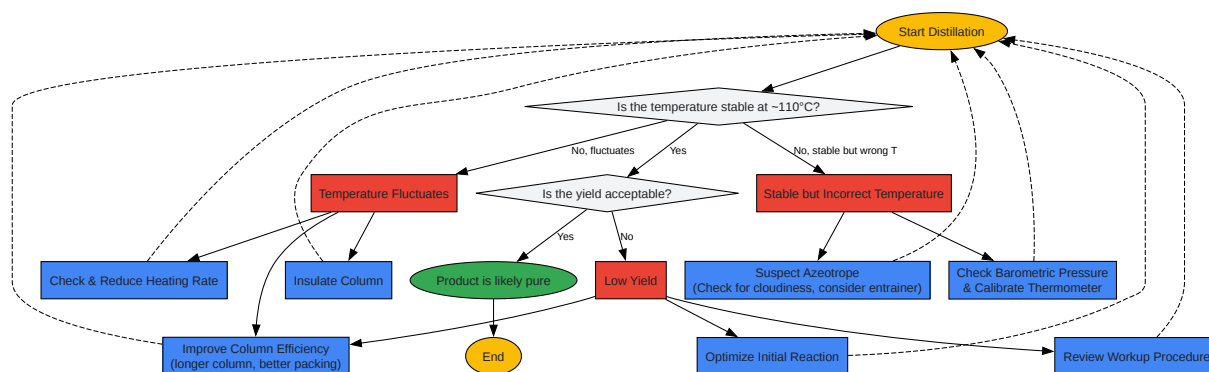 Start Distillation
Is the temperature stable at ~110°C?
No, fluctuates
Yes
No, stable but wrong T
Temperature Fluctuates
Is the yield acceptable?
Stable but Incorrect Temperature
Yes
No
Check & Reduce Heating Rate
Insulate Column
Product is likely pure
Low Yield
Suspect Azeotrope
(Check for cloudiness, consider entrainer)
Check Barometric Pressure
& Calibrate Thermometer
Improve Column Efficiency
(longer column, better packing)
End
Optimize Initial Reaction
Review Workup Procedure